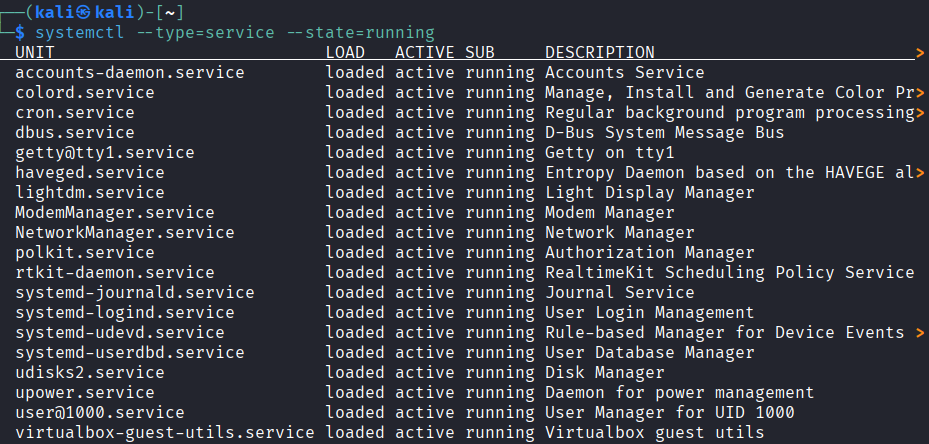 ┌──(kali㉿kali)-[~]
└─$ systemctl --type=service --state=running
UNIT LOAD ACTIVE SUB DESCRIPTION >
accounts-daemon.service loaded active running Accounts Service
colord.service loaded active running Manage, Install and Generate Color Pr>
cron.service loaded active running Regular background program processing>
dbus.service loaded active running D-Bus System Message Bus
getty@tty1.service loaded active running Getty on tty1
haveged.service loaded active running Entropy Daemon based on the HAVEGE al>
lightdm.service loaded active running Light Display Manager
ModemManager.service loaded active running Modem Manager
NetworkManager.service loaded active running Network Manager
polkit.service loaded active running Authorization Manager
rtkit-daemon.service loaded active running RealtimeKit Scheduling Policy Service
systemd-journald.service loaded active running Journal Service
systemd-logind.service loaded active running User Login Management
systemd-udevd.service loaded active running Rule-based Manager for Device Events >
systemd-userdbd.service loaded active running User Database Manager
udisks2.service loaded active running Disk Manager
upower.service loaded active running Daemon for power management
user@1000.service loaded active running User Manager for UID 1000
virtualbox-guest-utils.service loaded active running Virtualbox guest utils